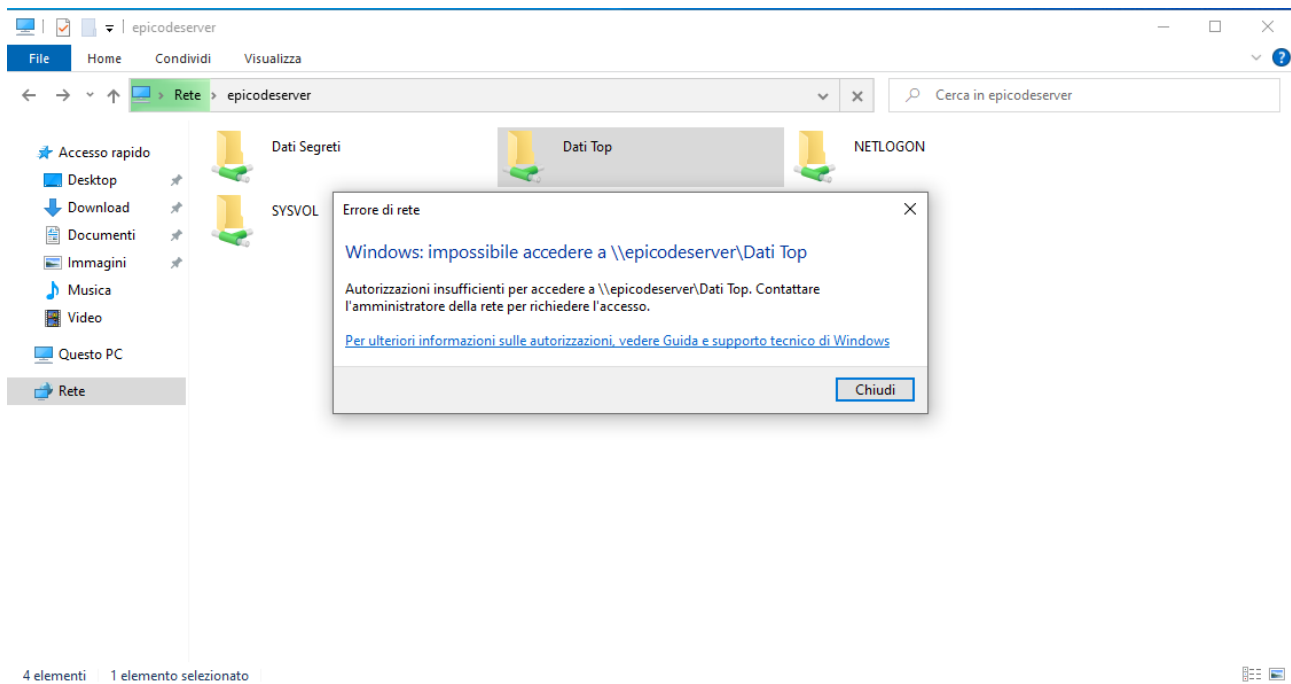 epicodeserver
File Home Condividi Visualizza
Rete epicodeserver
Cerca in epicodeserver
Accesso rapido
Desktop
Download
Documenti
Immagini
Musica
Video
Questo PC
Rete
Dati Segreti Dati Top NETLOGON
SYSVOL
Errore di rete
Windows: impossibile accedere a \\epicodeserver\Dati Top
Autorizzazioni insufficienti per accedere a \\epicodeserver\Dati Top. Contattare
l'amministratore della rete per richiedere l'accesso.
Per ulteriori informazioni sulle autorizzazioni, vedere Guida e supporto tecnico di Windows
Chiudi
4 elementi 1 elemento selezionato